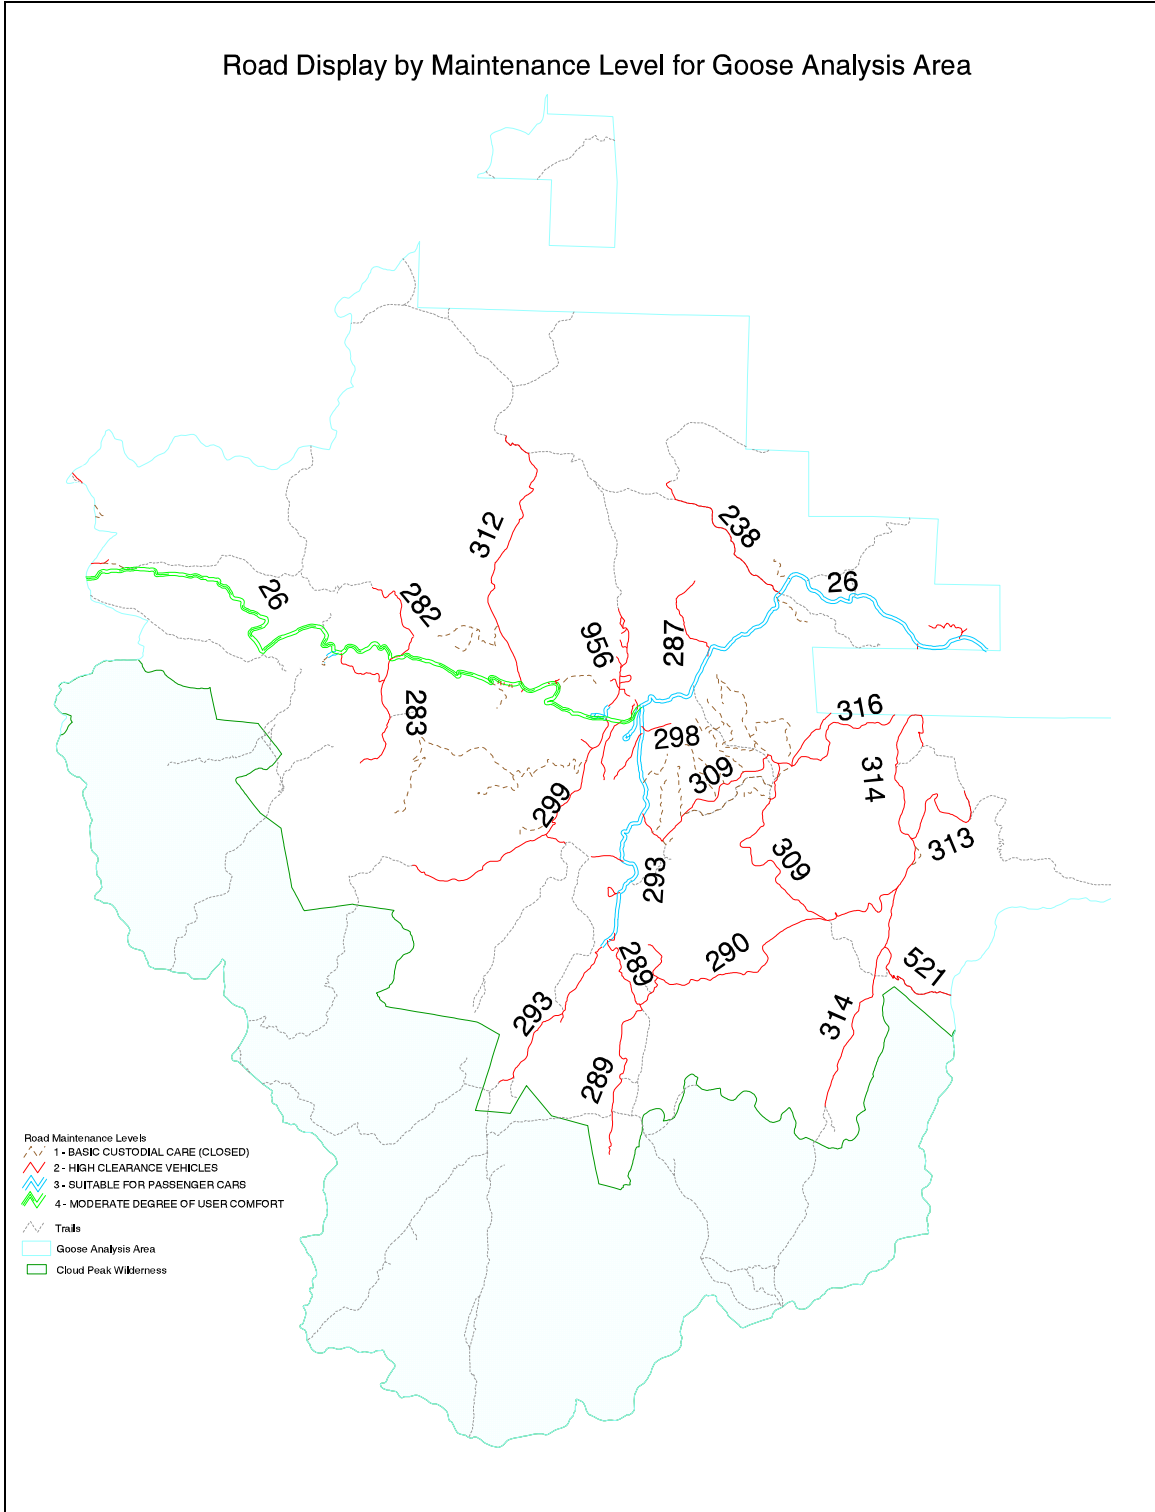 Road Display by Maintenance Level for Goose Analysis Area
312
238
26
26
282
956
287
283
316
298
309
314
299
313
309
293
290
289
521
293
314
289
Road Maintenance Levels
1 - BASIC CUSTODIAL CARE (CLOSED)
2 - HIGH CLEARANCE VEHICLES
3 - SUITABLE FOR PASSENGER CARS
4 - MODERATE DEGREE OF USER COMFORT
Trails
Goose Analysis Area
Cloud Peak Wilderness